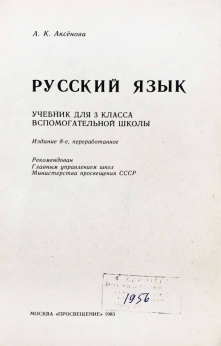 А. К. Аксёнова
РУССКИЙ ЯЗЫК
УЧЕБНИК ДЛЯ 3 КЛАССА
ВСПОМОГАТЕЛЬНОЙ ШКОЛЫ
Издание 8-е, переработанное
Рекомендован
Главным управлением школ
Министерства просвещения СССР
1956
МОСКВА «ПРОСВЕЩЕНИЕ» 1983